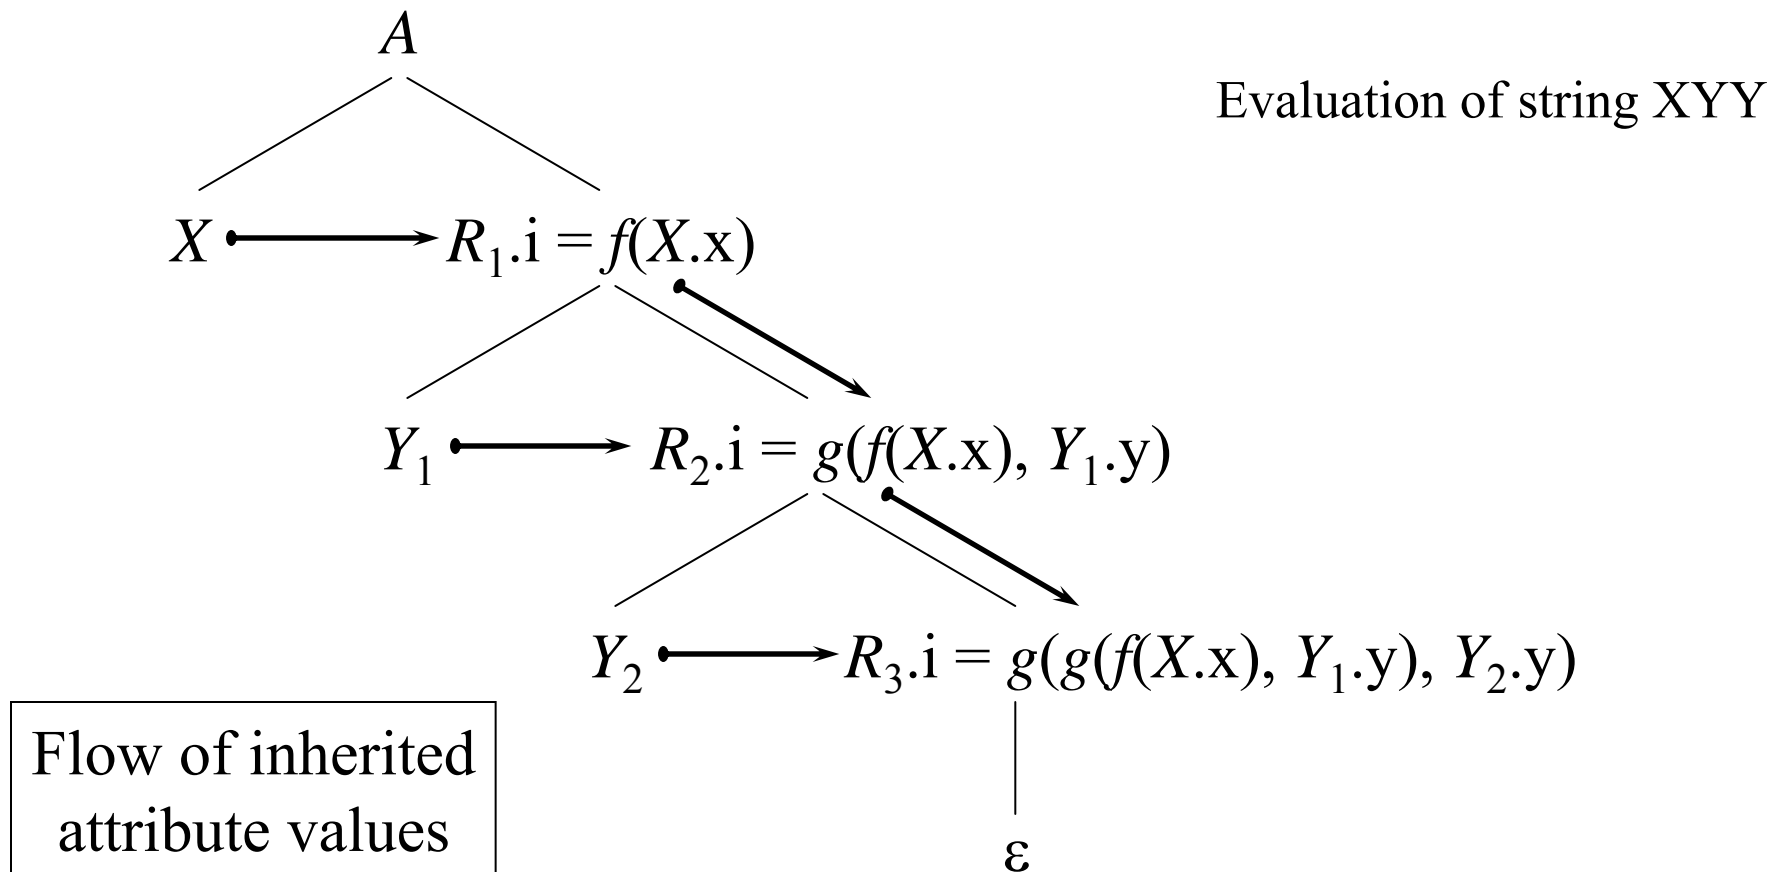 A
Evaluation of string XYY
X R₁.i = f(X.x)
Y₁ R₂.i = g(f(X.x), Y₁.y)
Y₂ R₃.i = g(g(f(X.x), Y₁.y), Y₂.y)
Flow of inherited
attribute values
ε